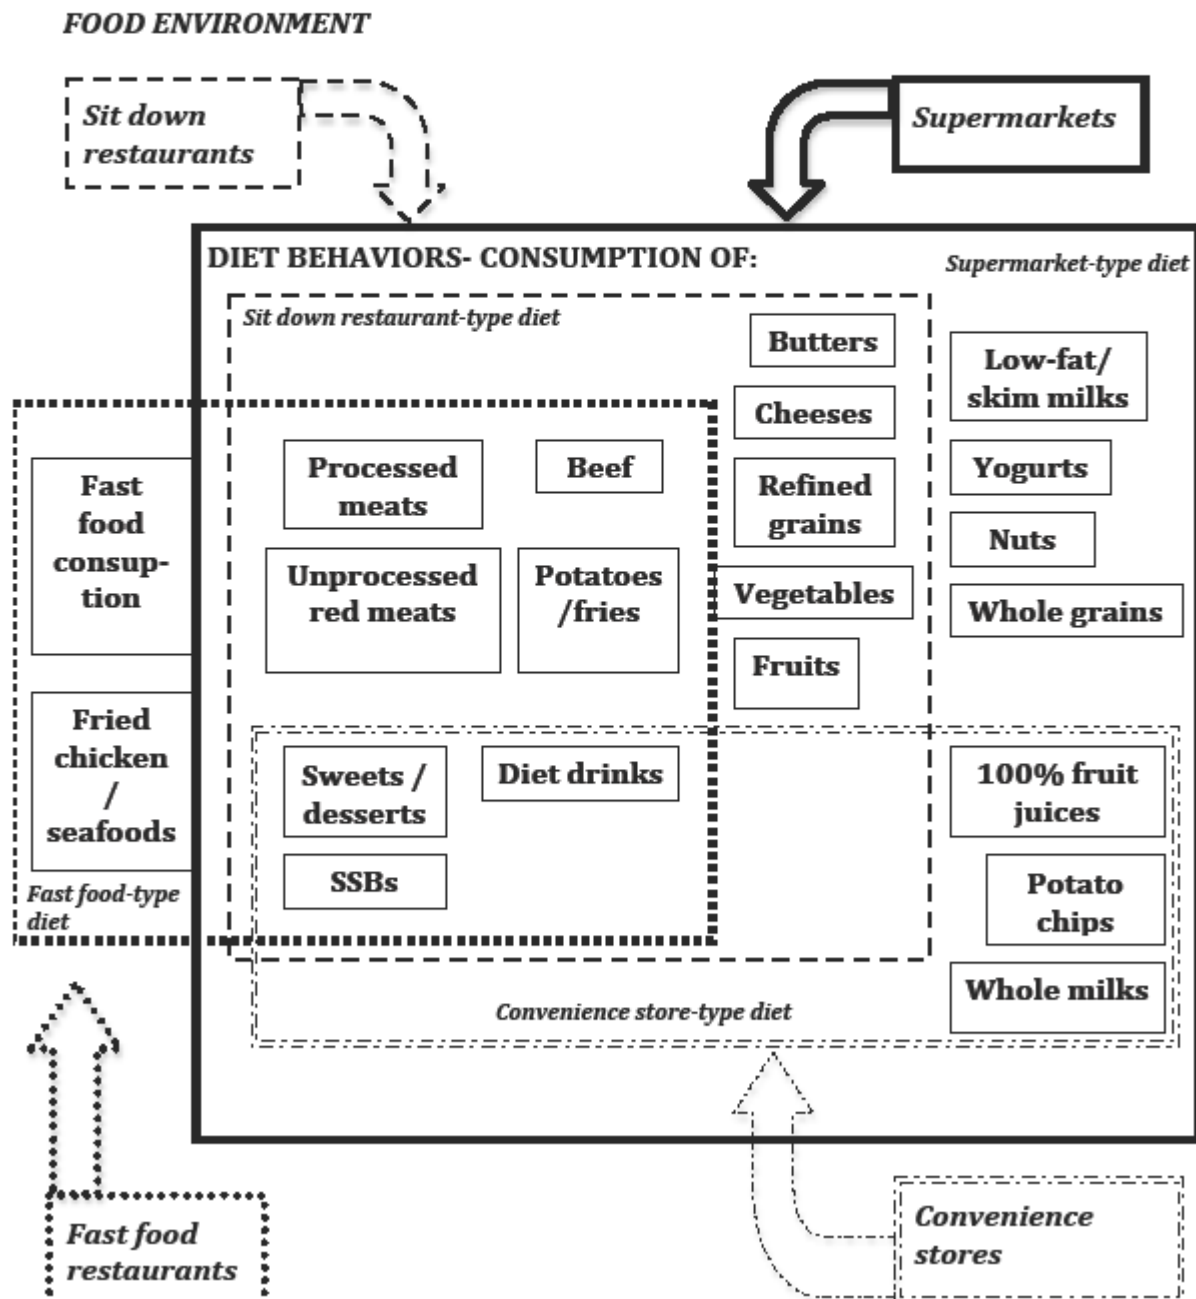 FOOD ENVIRONMENT
Sit down
restaurants
Supermarkets
DIET BEHAVIORS- CONSUMPTION OF:
Supermarket-type diet
Sit down restaurant-type diet
Butters
Low-fat/
skim milks
Cheeses
Processed
meats
Beef
Yogurts
Fast
food
consup-
tion
Refined
grains
Nuts
Unprocessed
red meats
Potatoes
/fries
Vegetables
Whole grains
Fruits
Fried
chicken
/
seafoods
Sweets /
desserts
Diet drinks
100% fruit
juices
SSBs
Potato
chips
Fast food-type
diet
Whole milks
Convenience store-type diet
Fast food
restaurants
Convenience
stores